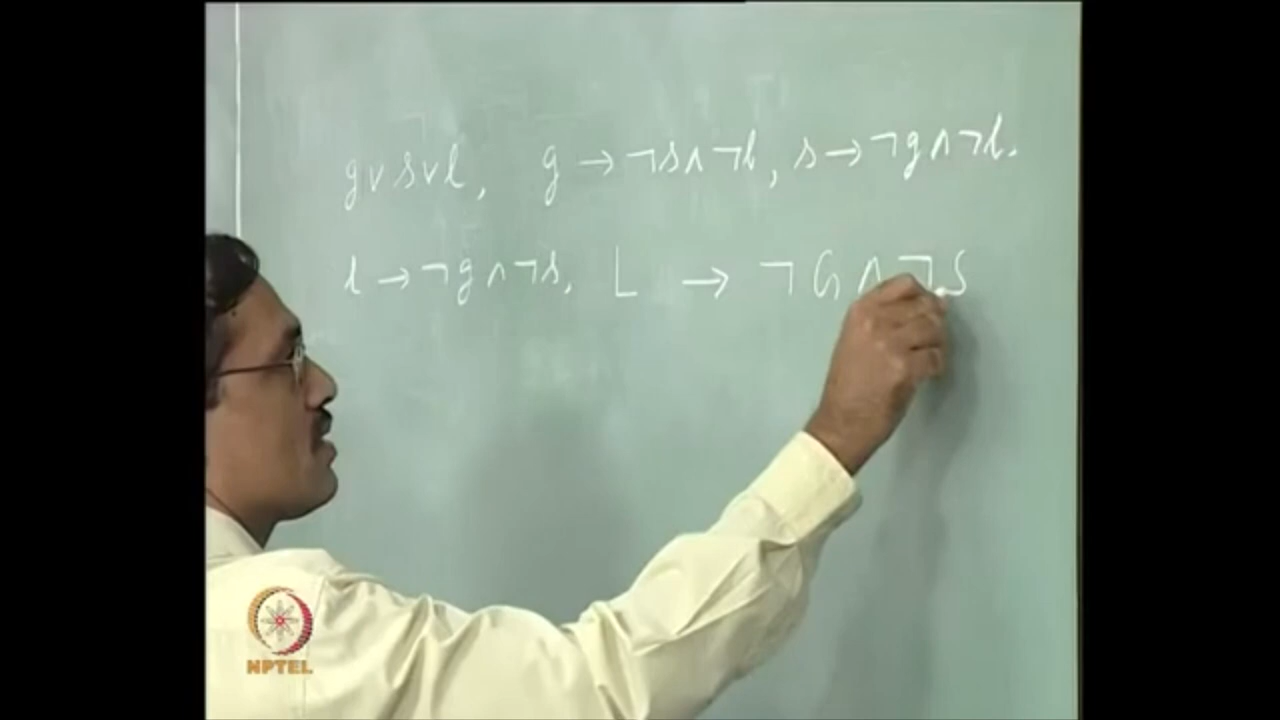 g∨s∨l, g → ¬s∧¬l, s → ¬g∧¬l.
l → ¬g∧¬s, L → ¬G∧¬S
NPTEL